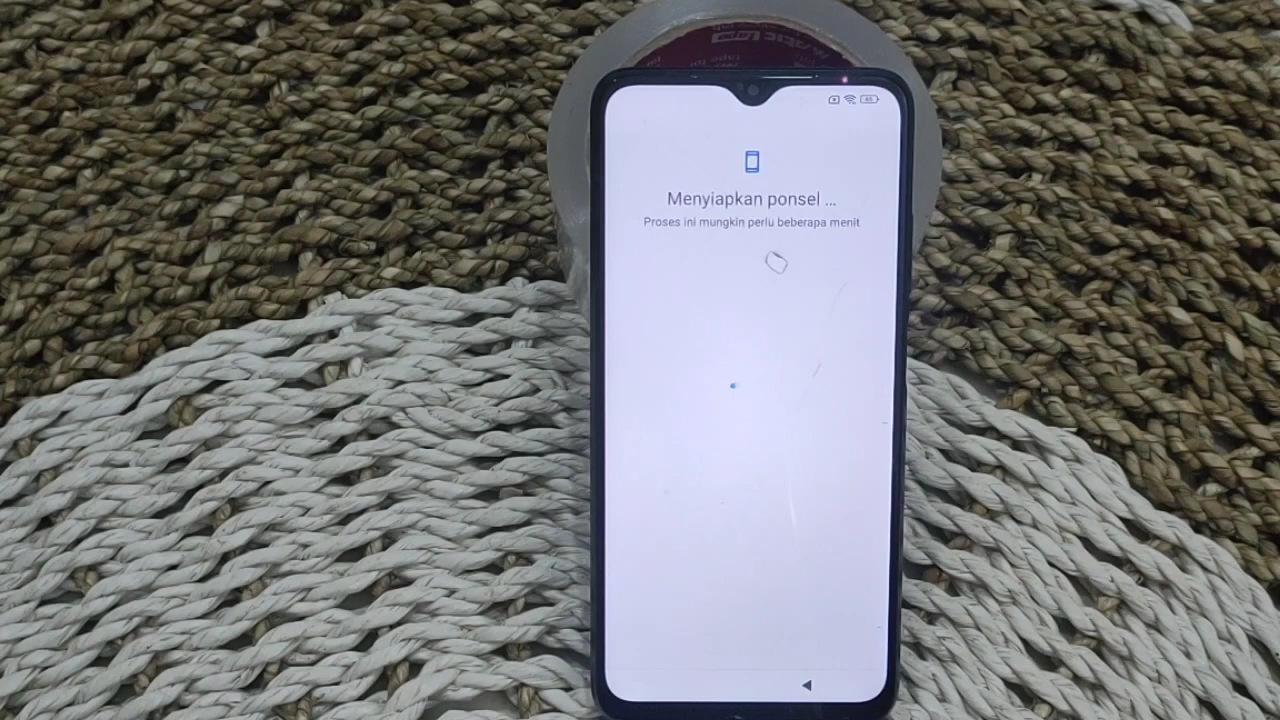 Menyiapkan ponsel ...
Proses ini mungkin perlu beberapa menit